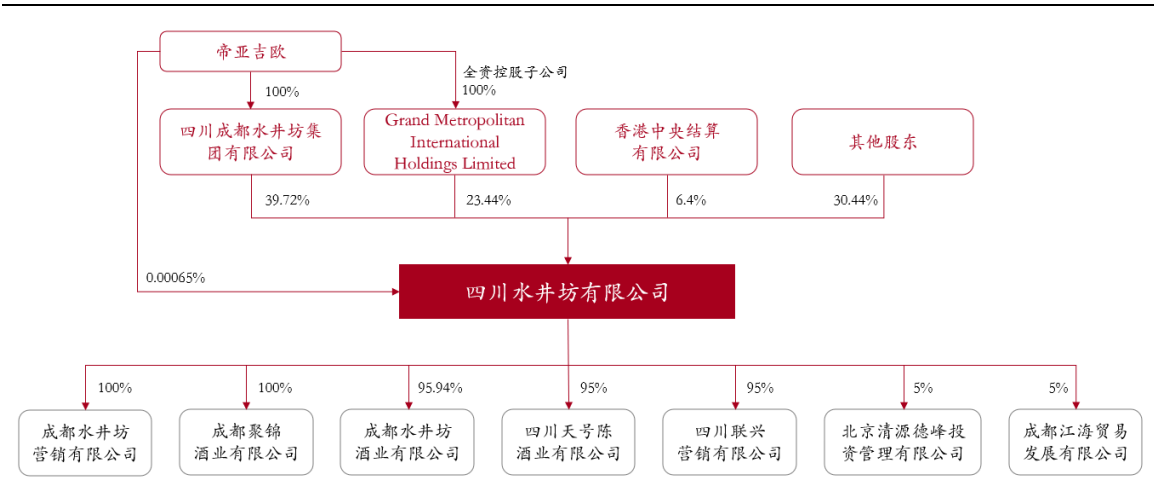 帝亚吉欧
全资控股子公司
100%
100%
四川成都水井坊集
团有限公司
Grand Metropolitan
International
Holdings Limited
香港中央结算
有限公司
其他股东
39.72%
23.44%
6.4%
30.44%
0.00065%
四川水井坊有限公司
100%
100%
95.94%
95%
95%
5%
5%
成都水井坊
营销有限公司
成都聚锦
酒业有限公司
成都水井坊
酒业有限公司
四川天号陈
酒业有限公司
四川联兴
营销有限公司
北京清源德峰投
资管理有限公司
成都江海贸易
发展有限公司